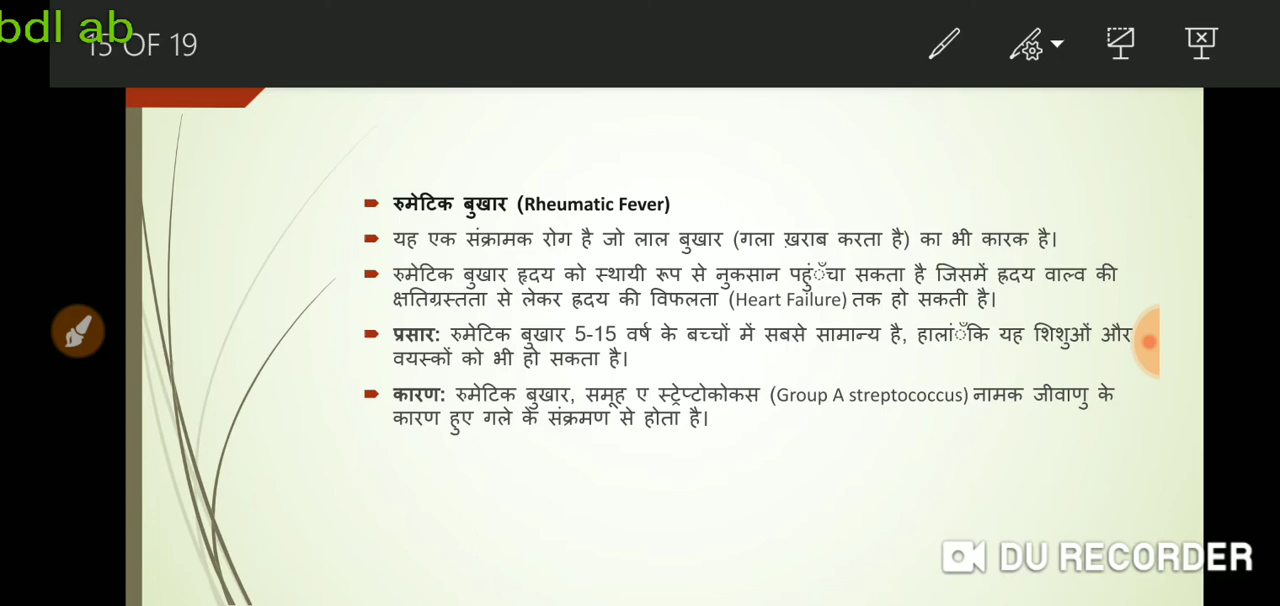 bdl ab
15 OF 19
रुमेटिक बुखार (Rheumatic Fever)
यह एक संक्रामक रोग है जो लाल बुखार (गला ख़राब करता है) का भी कारक है।
रुमेटिक बुखार हृदय को स्थायी रूप से नुकसान पहुंँचा सकता है जिसमें ह्रदय वाल्व की
क्षतिग्रस्तता से लेकर ह्रदय की विफलता (Heart Failure) तक हो सकती है।
प्रसार: रुमेटिक बुखार 5-15 वर्ष के बच्चों में सबसे सामान्य है, हालांँकि यह शिशुओं और
वयस्कों को भी हो सकता है।
कारण: रुमेटिक बुखार, समूह ए स्ट्रेप्टोकोकस (Group A streptococcus) नामक जीवाणु के
कारण हुए गले के संक्रमण से होता है।
DU RECORDER